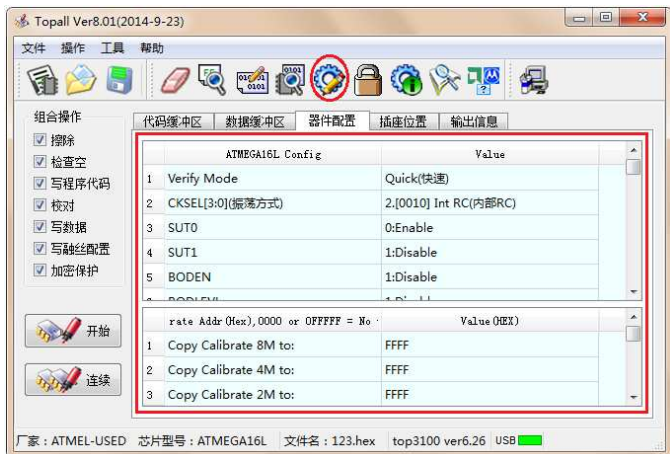 Topall Ver8.01(2014-9-23)
文件 操作 工具 帮助
组合操作
擦除
检查空
写程序代码
校对
写数据
写融丝配置
加密保护
开始
连续
代码缓冲区 数据缓冲区 器件配置 插座位置 输出信息
ATMEGA16L Config Value
1 Verify Mode Quick(快速)
2 CKSEL[3:0](振荡方式) 2.[0010] Int RC(内部RC)
3 SUT0 0:Enable
4 SUT1 1:Disable
5 BODEN 1:Disable
rate Addr(Hex),0000 or 0FFFFF = No Value(HEX)
1 Copy Calibrate 8M to: FFFF
2 Copy Calibrate 4M to: FFFF
3 Copy Calibrate 2M to: FFFF
厂家：ATMEL-USED 芯片型号：ATMEGA16L 文件名：123.hex top3100 ver6.26 USB